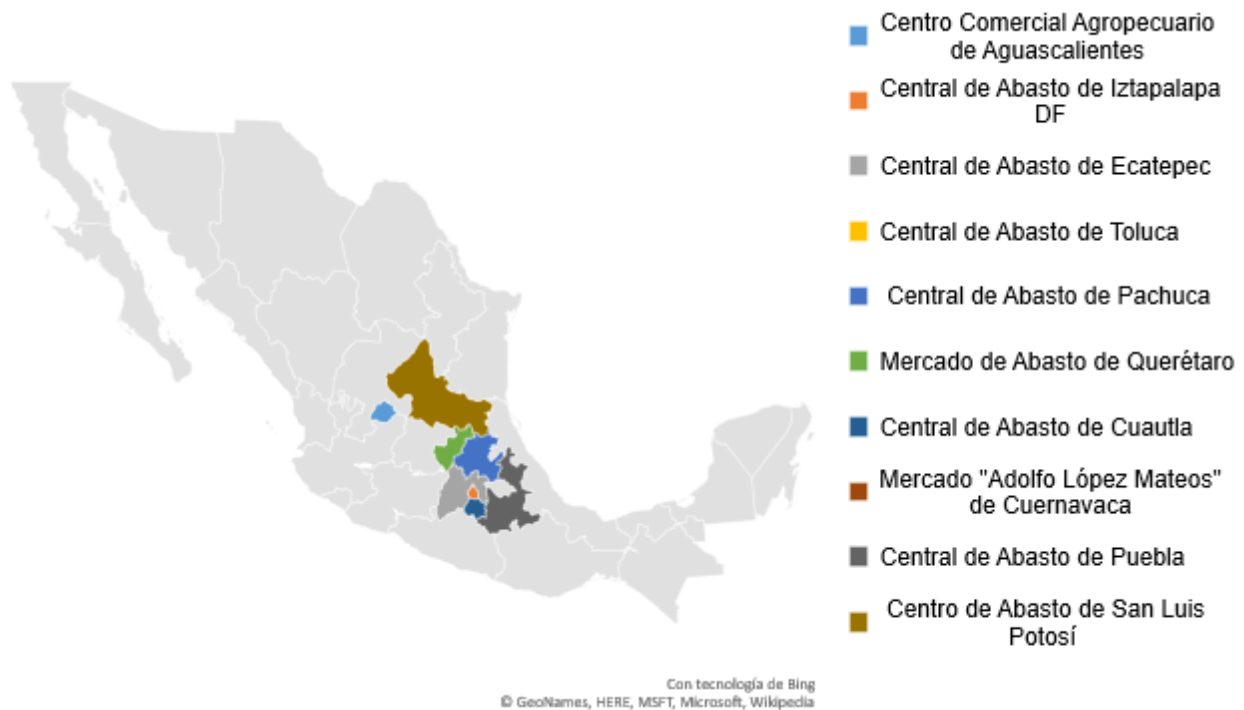 Centro Comercial Agropecuario
de Aguascalientes
Central de Abasto de Iztapalapa
DF
Central de Abasto de Ecatepec
Central de Abasto de Toluca
Central de Abasto de Pachuca
Mercado de Abasto de Querétaro
Central de Abasto de Cuautla
Mercado "Adolfo López Mateos"
de Cuernavaca
Central de Abasto de Puebla
Centro de Abasto de San Luis
Potosí
Con tecnología de Bing
© GeoNames, HERE, MSFT, Microsoft, Wikipedia